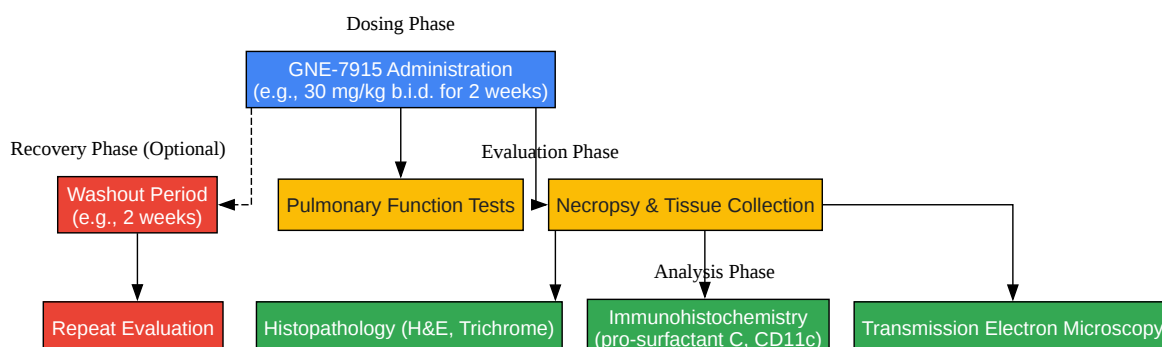 Dosing Phase
GNE-7915 Administration
(e.g., 30 mg/kg b.i.d. for 2 weeks)
Recovery Phase (Optional)
Evaluation Phase
Washout Period
(e.g., 2 weeks)
Pulmonary Function Tests
Necropsy & Tissue Collection
Analysis Phase
Repeat Evaluation
Histopathology (H&E, Trichrome)
Immunohistochemistry
(pro-surfactant C, CD11c)
Transmission Electron Microscopy